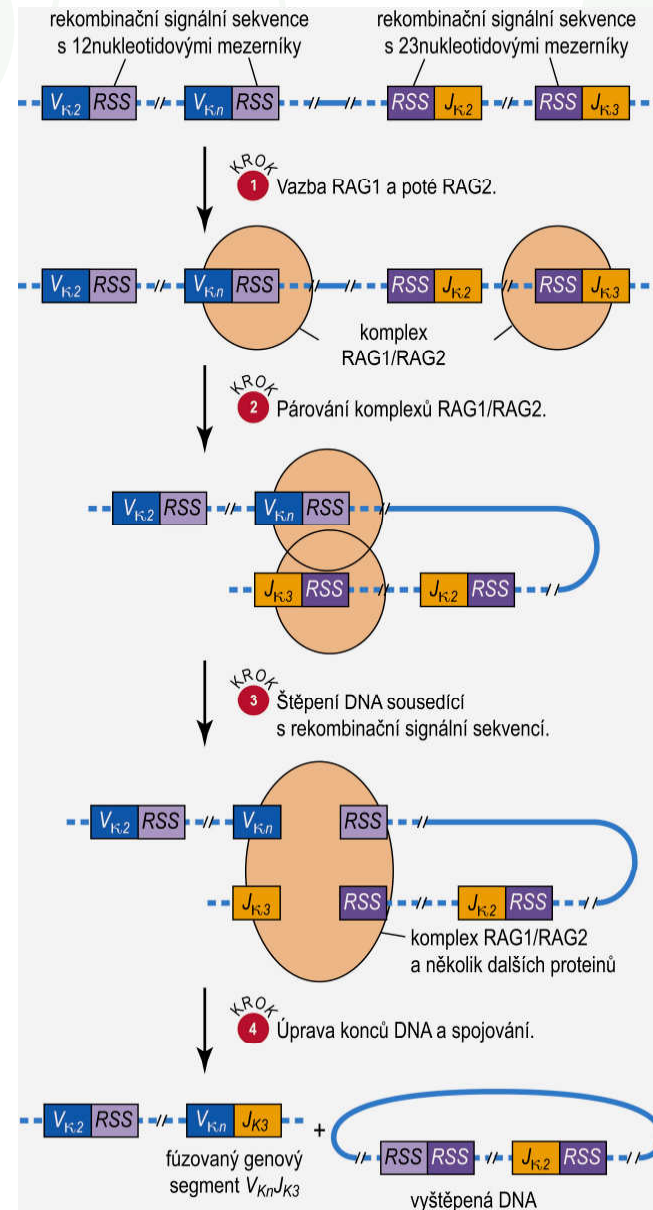 rekombinační signální sekvence
s 12nukleotidovými mezerníky
rekombinační signální sekvence
s 23nukleotidovými mezerníky
Vκ2 RSS Vκn RSS RSS Jκ2 RSS Jκ3
KROK 1 Vazba RAG1 a poté RAG2.
Vκ2 RSS Vκn RSS RSS Jκ2 RSS Jκ3
komplex
RAG1/RAG2
KROK 2 Párování komplexů RAG1/RAG2.
Vκ2 RSS Vκn RSS
Jκ3 RSS Jκ2 RSS
KROK 3 Štěpení DNA sousedící
s rekombinační signální sekvencí.
Vκ2 RSS Vκn RSS
Jκ3 RSS Jκ2 RSS
komplex RAG1/RAG2
a několik dalších proteinů
KROK 4 Úprava konců DNA a spojování.
Vκ2 RSS Vκn JK3 + RSS RSS Jκ2 RSS
fúzovaný genový
segment VKnJK3
vyštěpená DNA